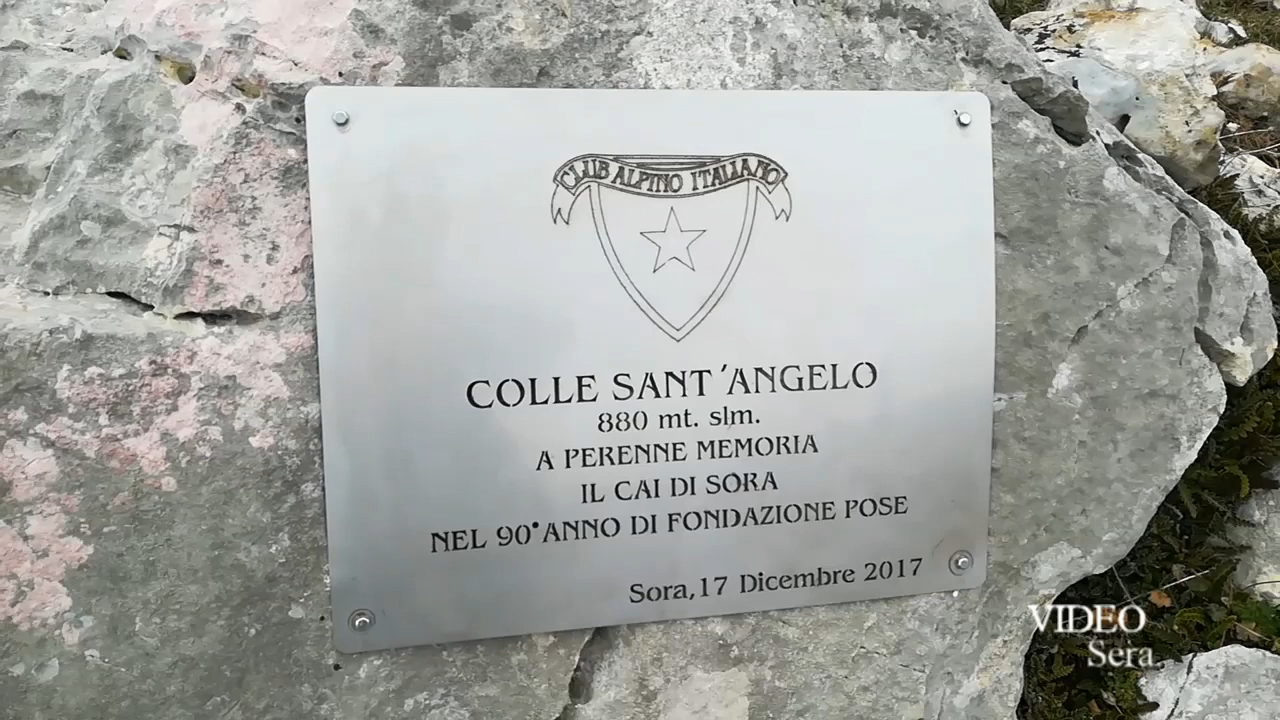 CLUB ALPINO ITALIANO
COLLE SANT'ANGELO
880 mt. slm.
A PERENNE MEMORIA
IL CAI DI SORA
NEL 90° ANNO DI FONDAZIONE POSE
Sora, 17 Dicembre 2017
VIDEO
Sera